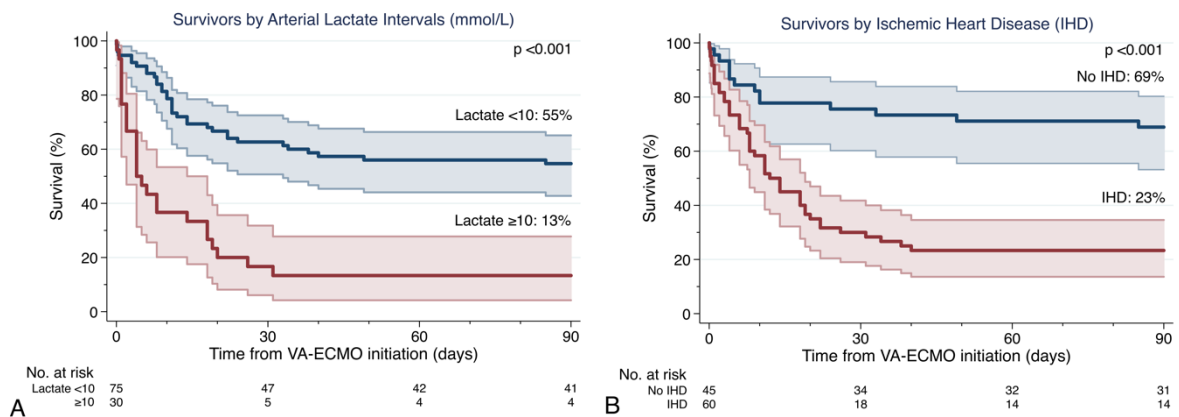 Survivors by Arterial Lactate Intervals (mmol/L)
100
80
60
40
20
0
Survival (%)
p <0.001
Lactate <10: 55%
Lactate ≥10: 13%
0 30 60 90
Time from VA-ECMO initiation (days)
No. at risk
Lactate <10 75 47 42 41
≥10 30 5 4 4
A
Survivors by Ischemic Heart Disease (IHD)
100
80
60
40
20
0
Survival (%)
p <0.001
No IHD: 69%
IHD: 23%
0 30 60 90
Time from VA-ECMO initiation (days)
No. at risk
No IHD 45 34 32 31
IHD 60 18 14 14
B